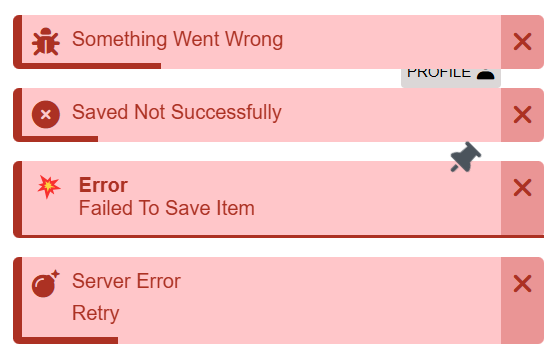 Something Went Wrong
PROFILE
Saved Not Successfully
Error
Failed To Save Item
Server Error
Retry